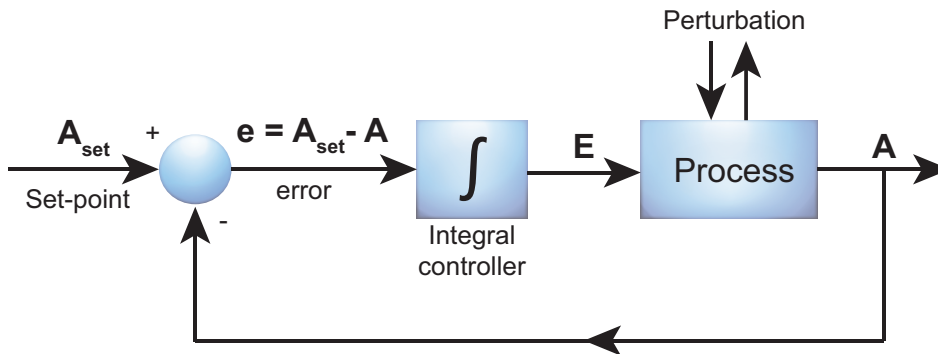 Perturbation
A_set
+
e = A_set - A
∫
E
Process
A
Set-point
error
-
Integral
controller